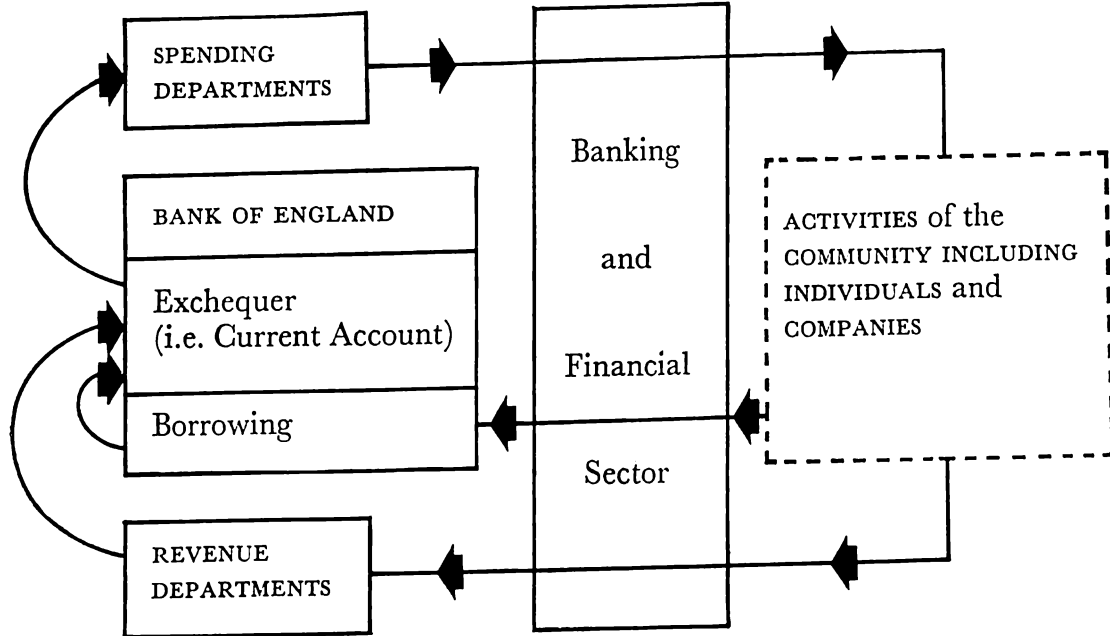 SPENDING
DEPARTMENTS
BANK OF ENGLAND
Exchequer
(i.e. Current Account)
Borrowing
REVENUE
DEPARTMENTS
Banking
and
Financial
Sector
ACTIVITIES of the
COMMUNITY INCLUDING
INDIVIDUALS and
COMPANIES